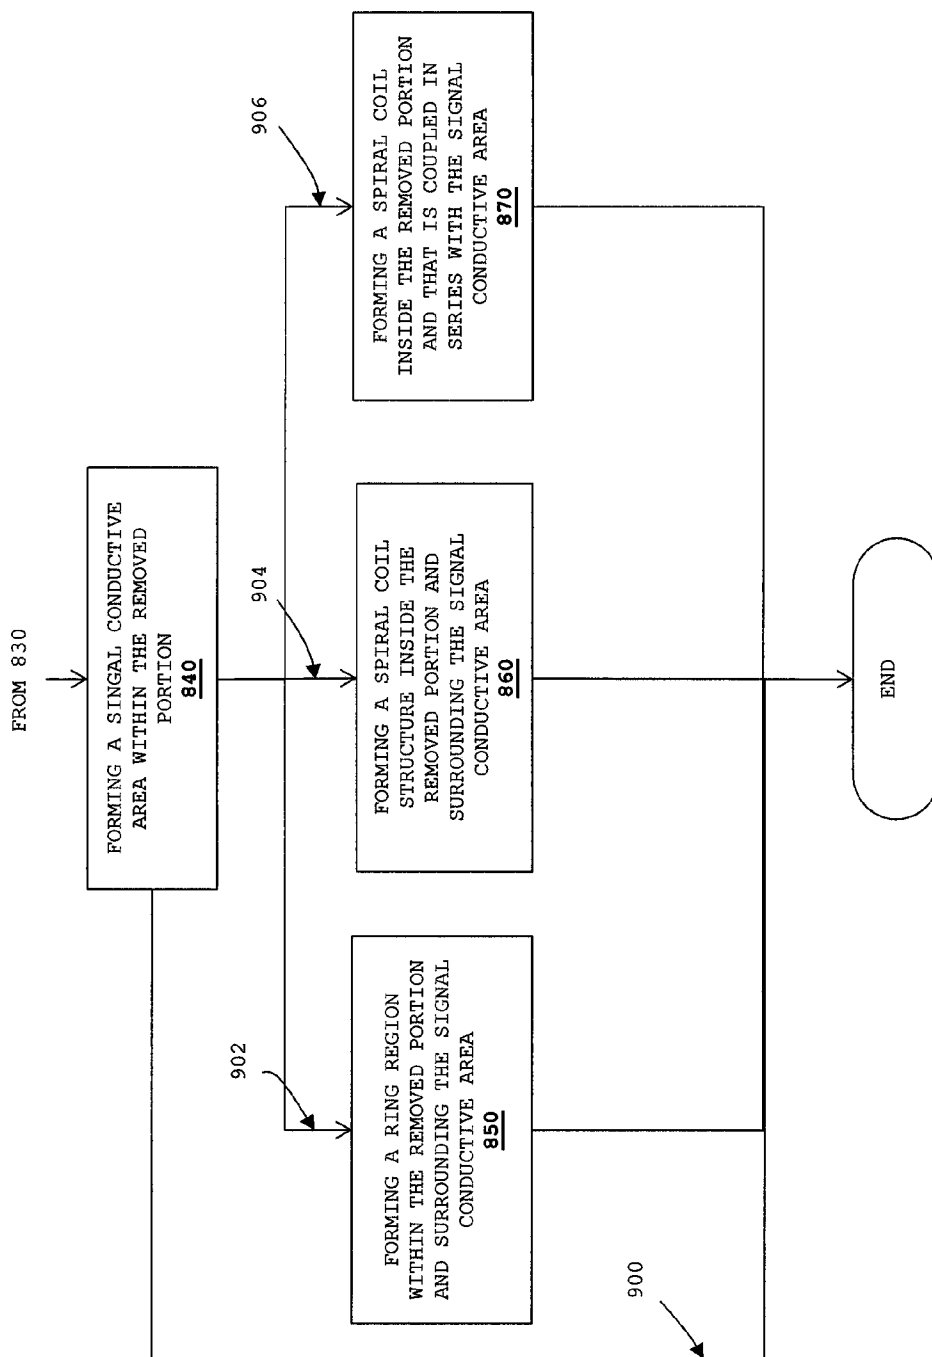 FROM 830
FORMING A SINGAL CONDUCTIVE
AREA WITHIN THE REMOVED
PORTION
840
902
904
906
FORMING A RING REGION
WITHIN THE REMOVED PORTION
AND SURROUNDING THE SIGNAL
CONDUCTIVE AREA
850
FORMING A SPIRAL COIL
STRUCTURE INSIDE THE
REMOVED PORTION AND
SURROUNDING THE SIGNAL
CONDUCTIVE AREA
860
FORMING A SPIRAL COIL
INSIDE THE REMOVED PORTION
AND THAT IS COUPLED IN
SERIES WITH THE SIGNAL
CONDUCTIVE AREA
870
900
END